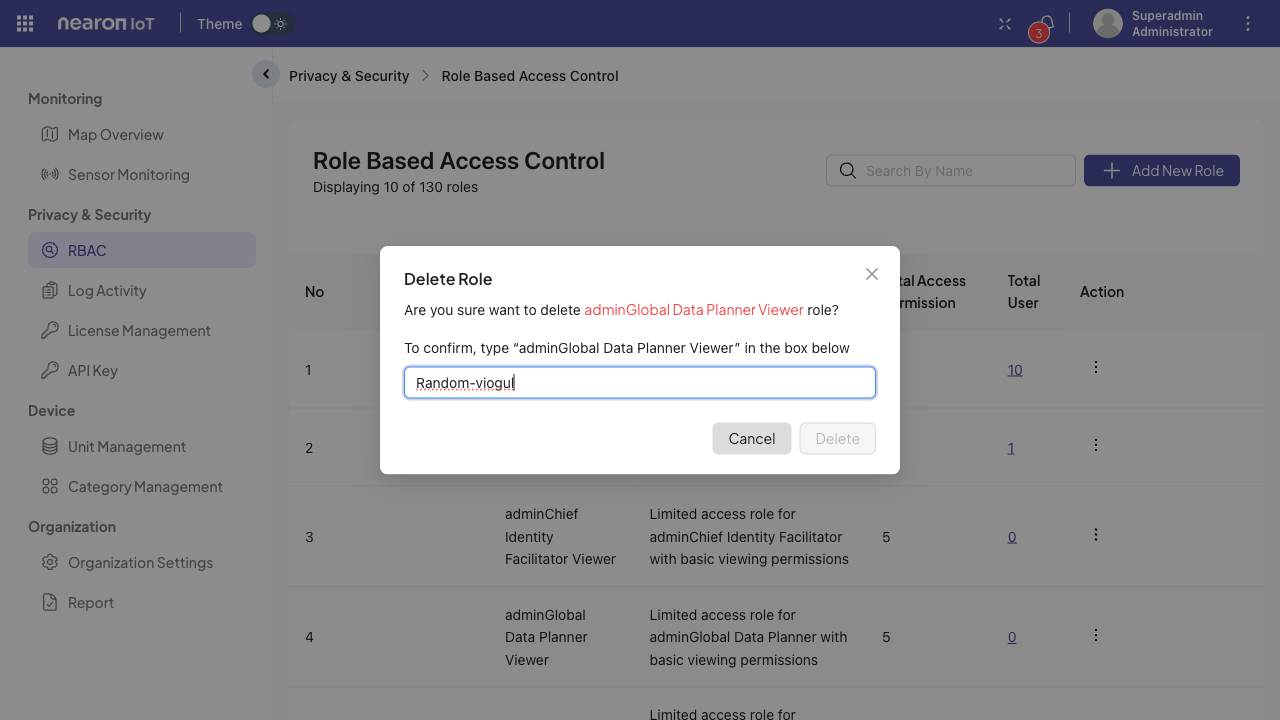 nearon IoT
Theme
3
Superadmin
Administrator
Privacy & Security
Role Based Access Control
Monitoring
Map Overview
Sensor Monitoring
Privacy & Security
RBAC
Log Activity
License Management
API Key
Device
Unit Management
Category Management
Organization
Organization Settings
Report
Role Based Access Control
Displaying 10 of 130 roles
Search By Name
Add New Role
No
tal Access
rmission
Total
User
Action
1
10
2
1
Delete Role
Are you sure want to delete adminGlobal Data Planner Viewer role?
To confirm, type “adminGlobal Data Planner Viewer” in the box below
Random-viogul
Cancel
Delete
3
adminChief
Identity
Facilitator Viewer
Limited access role for
adminChief Identity Facilitator
with basic viewing permissions
5
0
4
adminGlobal
Data Planner
Viewer
Limited access role for
adminGlobal Data Planner with
basic viewing permissions
5
0
Limited access role for